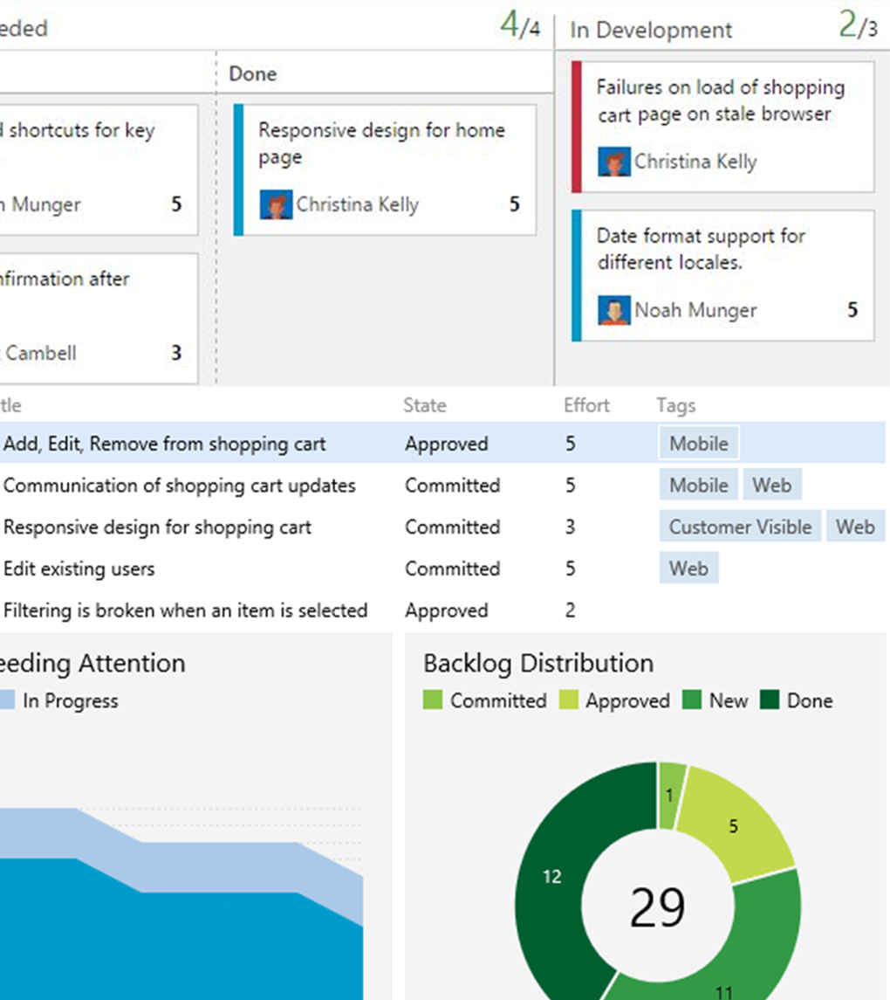 eded 4/4 In Development 2/3
Done
shortcuts for key
Munger 5
nfirmation after
Cambell 3
Responsive design for home
page
Christina Kelly 5
Failures on load of shopping
cart page on stale browser
Christina Kelly
Date format support for
different locales.
Noah Munger 5
tle State Effort Tags
Add, Edit, Remove from shopping cart Approved 5 Mobile
Communication of shopping cart updates Committed 5 Mobile Web
Responsive design for shopping cart Committed 3 Customer Visible Web
Edit existing users Committed 5 Web
Filtering is broken when an item is selected Approved 2
eeding Attention
In Progress
Backlog Distribution
Committed Approved New Done
1
5
12
29
11